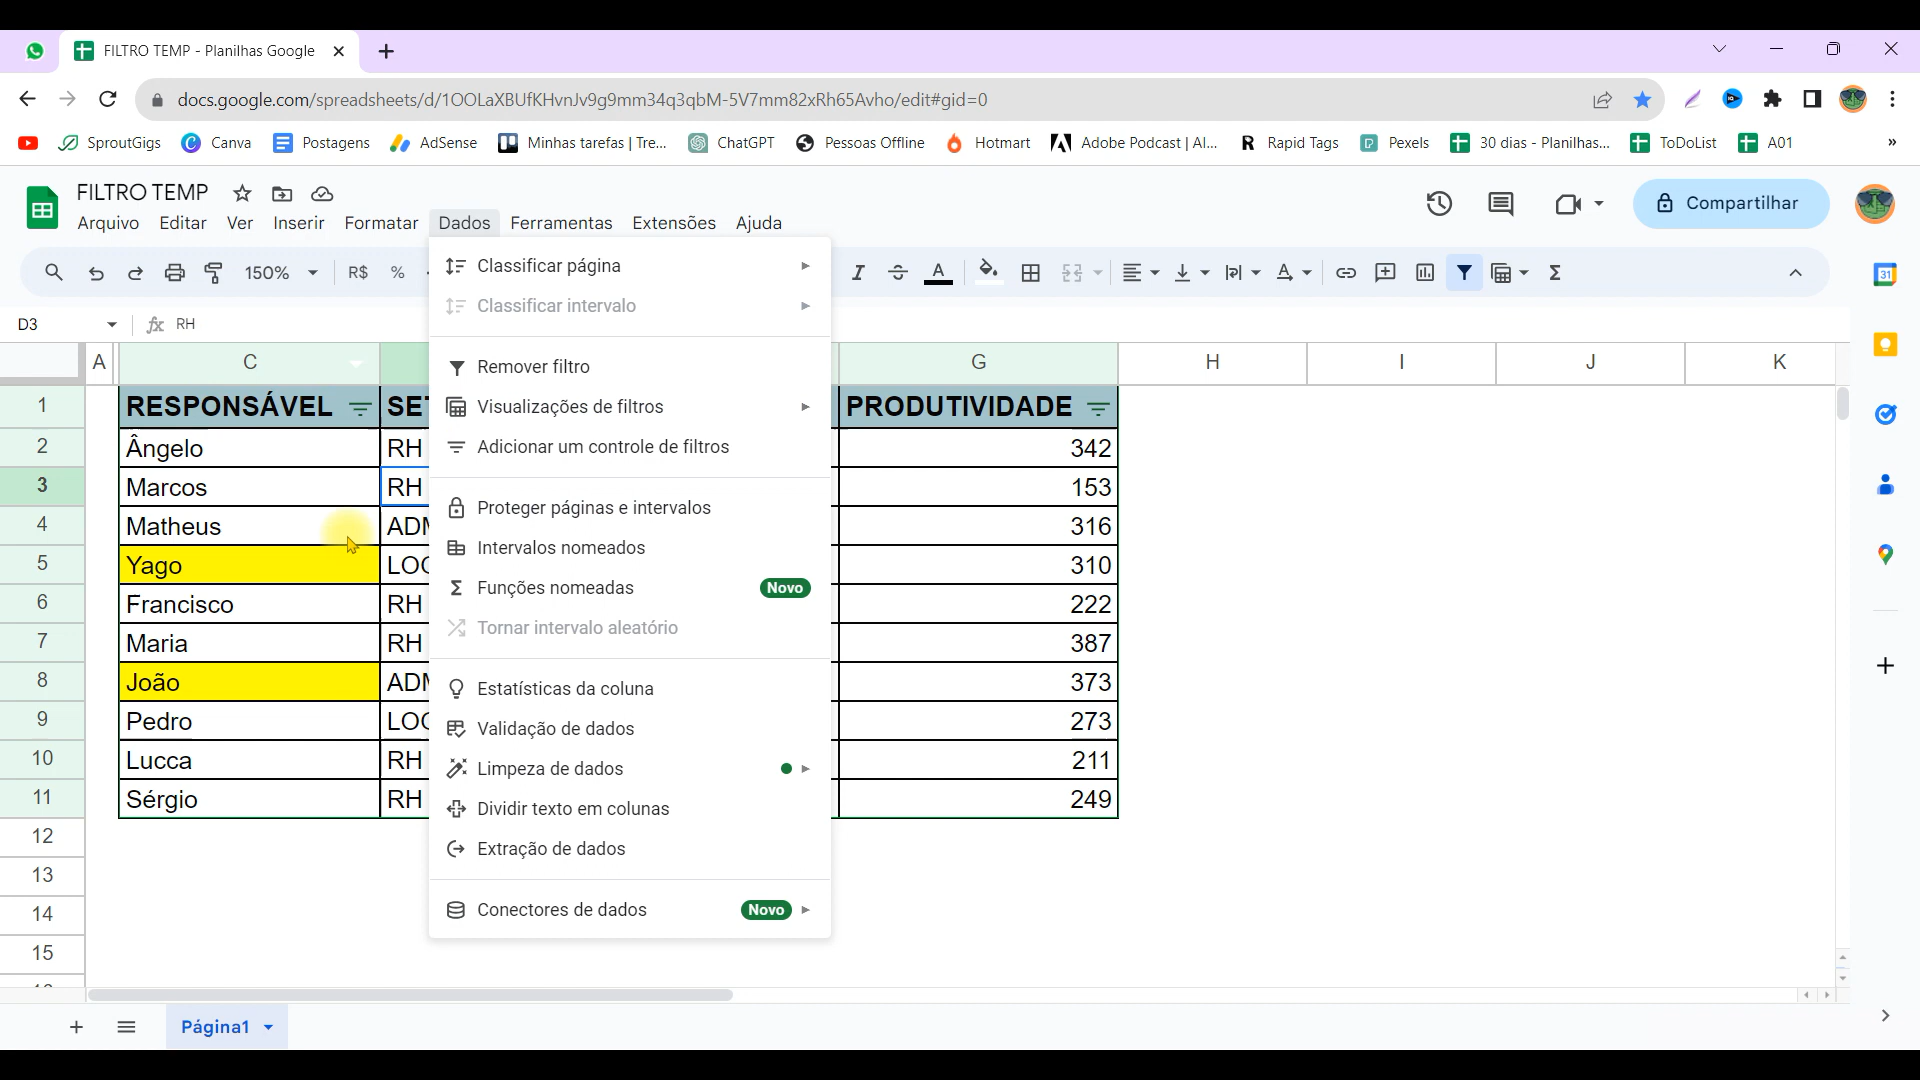 FILTRO TEMP - Planilhas Google
docs.google.com/spreadsheets/d/1OOLaXBUfKHvnJv9g9mm34q3qbM-5V7mm82xRh65Avho/edit#gid=0
SproutGigs Canva Postagens AdSense Minhas tarefas | Tre... ChatGPT Pessoas Offline Hotmart Adobe Podcast | AI... Rapid Tags Pexels 30 dias - Planilhas... ToDoList A01 »
FILTRO TEMP
Arquivo Editar Ver Inserir Formatar Dados Ferramentas Extensões Ajuda
Compartilhar
150% R$ %
D3 fx RH
Classificar página
Classificar intervalo
Remover filtro
Visualizações de filtros
Adicionar um controle de filtros
Proteger páginas e intervalos
Intervalos nomeados
Funções nomeadas Novo
Tornar intervalo aleatório
Estatísticas da coluna
Validação de dados
Limpeza de dados
Dividir texto em colunas
Extração de dados
Conectores de dados Novo
A C G H I J K
1 RESPONSÁVEL SET PRODUTIVIDADE
2 Ângelo RH 342
3 Marcos RH 153
4 Matheus ADM 316
5 Yago LOG 310
6 Francisco RH 222
7 Maria RH 387
8 João ADM 373
9 Pedro LOG 273
10 Lucca RH 211
11 Sérgio RH 249
12
13
14
15
Página1
31